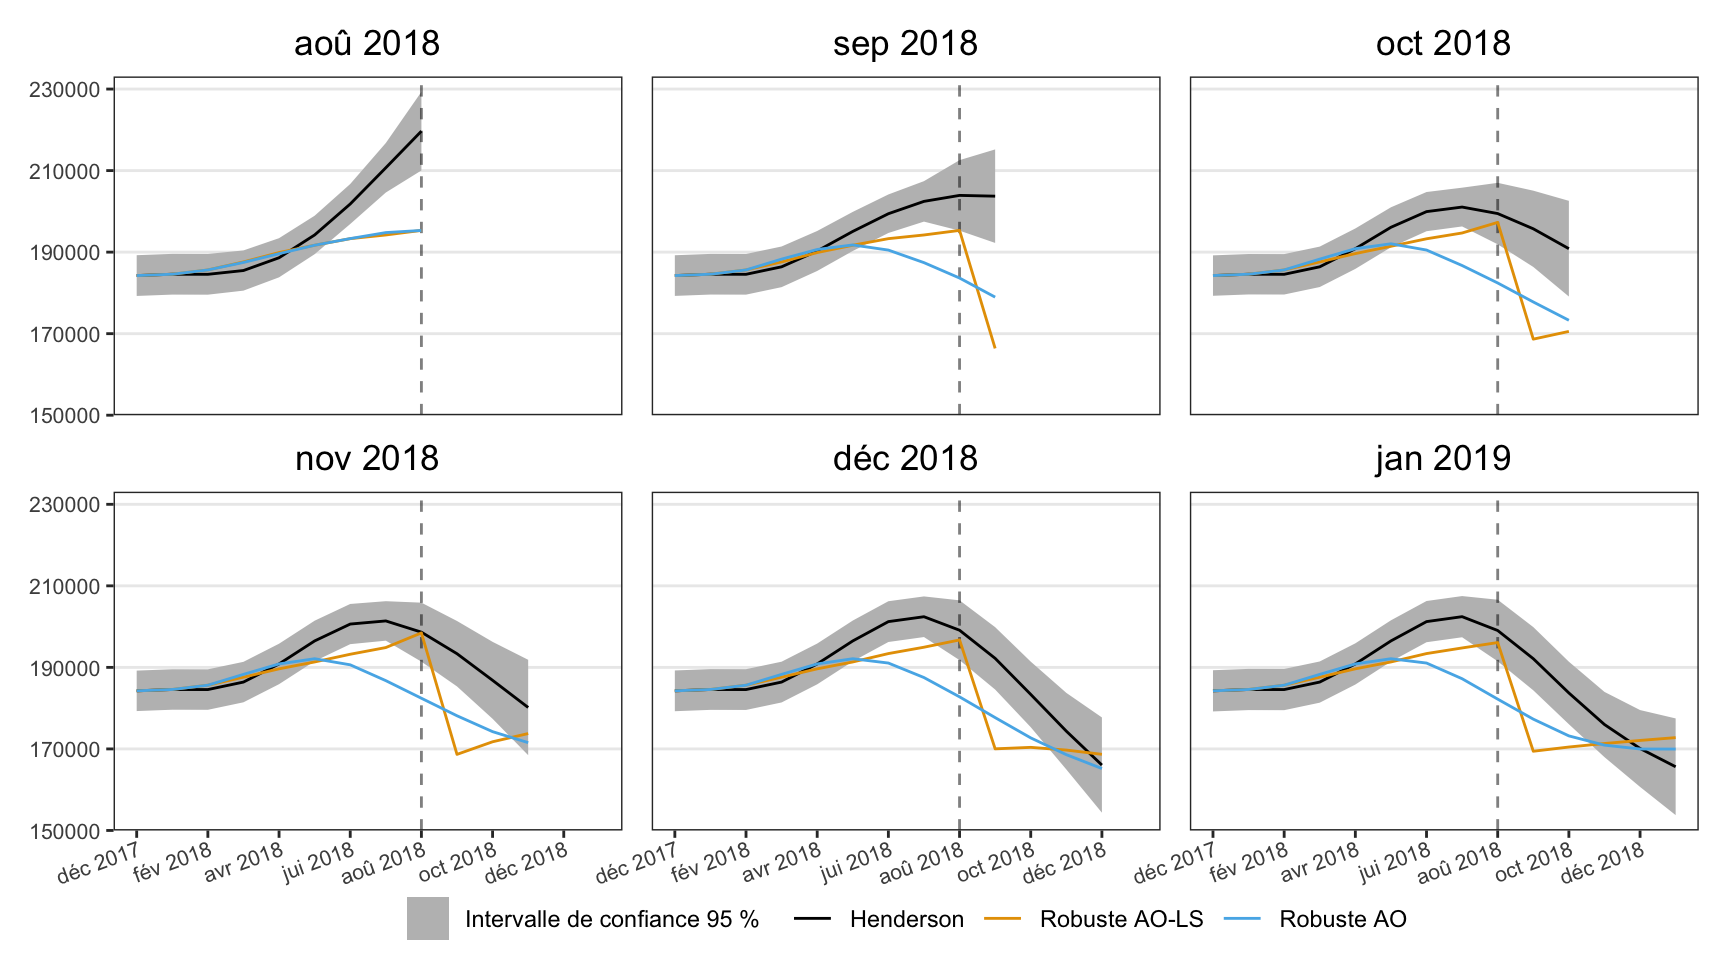 aoû 2018 sep 2018 oct 2018
230000
210000
190000
170000
150000
nov 2018 déc 2018 jan 2019
230000
210000
190000
170000
150000
déc 2017 fév 2018 avr 2018 jui 2018 aoû 2018 oct 2018 déc 2018 déc 2017 fév 2018 avr 2018 jui 2018 aoû 2018 oct 2018 déc 2018 déc 2017 fév 2018 avr 2018 jui 2018 aoû 2018 oct 2018 déc 2018
Intervalle de confiance 95 % Henderson Robuste AO-LS Robuste AO